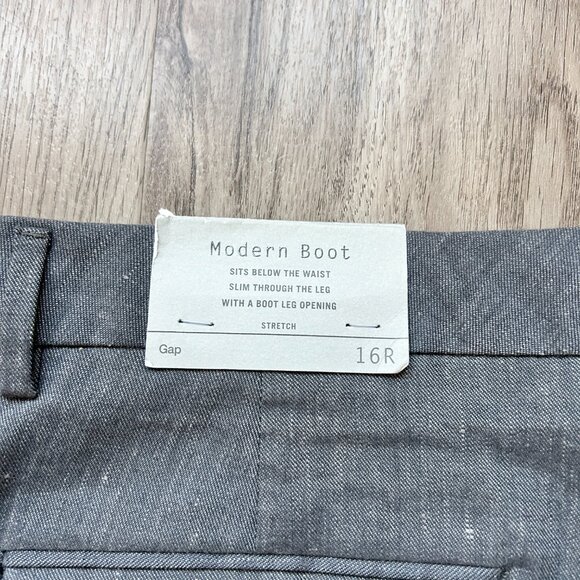 Modern Boot
SITS BELOW THE WAIST
SLIM THROUGH THE LEG
WITH A BOOT LEG OPENING
STRETCH
Gap 16R